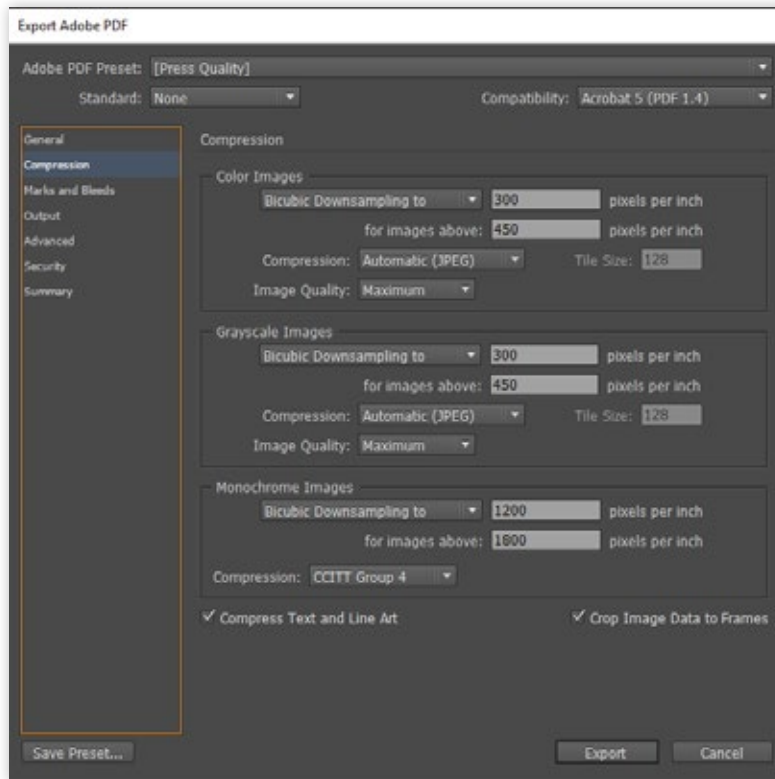 Export Adobe PDF
Adobe PDF Preset: [Press Quality]
Standard: None Compatibility: Acrobat 5 (PDF 1.4)
General
Compression
Marks and Bleeds
Output
Advanced
Security
Summary
Compression
Color Images
Bicubic Downsampling to 300 pixels per inch
for images above: 450 pixels per inch
Compression: Automatic (JPEG) Tile Size: 128
Image Quality: Maximum
Grayscale Images
Bicubic Downsampling to 300 pixels per inch
for images above: 450 pixels per inch
Compression: Automatic (JPEG) Tile Size: 128
Image Quality: Maximum
Monochrome Images
Bicubic Downsampling to 1200 pixels per inch
for images above: 1800 pixels per inch
Compression: CCITT Group 4
Compress Text and Line Art Crop Image Data to Frames
Save Preset... Export Cancel